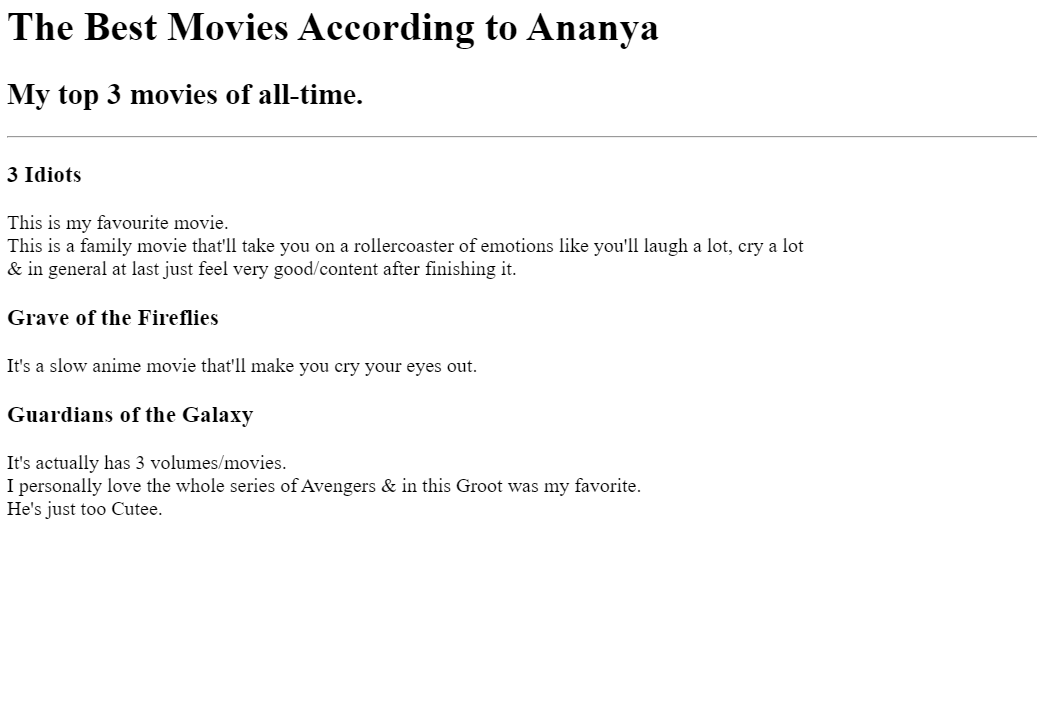 The Best Movies According to Ananya
My top 3 movies of all-time.
3 Idiots
This is my favourite movie.
This is a family movie that'll take you on a rollercoaster of emotions like you'll laugh a lot, cry a lot
& in general at last just feel very good/content after finishing it.
Grave of the Fireflies
It's a slow anime movie that'll make you cry your eyes out.
Guardians of the Galaxy
It's actually has 3 volumes/movies.
I personally love the whole series of Avengers & in this Groot was my favorite.
He's just too Cutee.